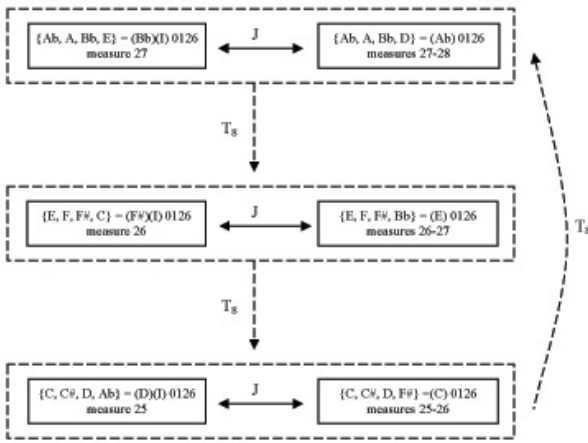 {Ab, A, Bb, E} = (Bb)(I) 0126
measure 27
J
{Ab, A, Bb, D} = (Ab) 0126
measures 27-28
T8
{E, F, F#, C} = (F#)(I) 0126
measure 26
J
{E, F, F#, Bb} = (E) 0126
measures 26-27
T8
T8
{C, C#, D, Ab} = (D)(I) 0126
measure 25
J
{C, C#, D, F#} =(C) 0126
measures 25-26